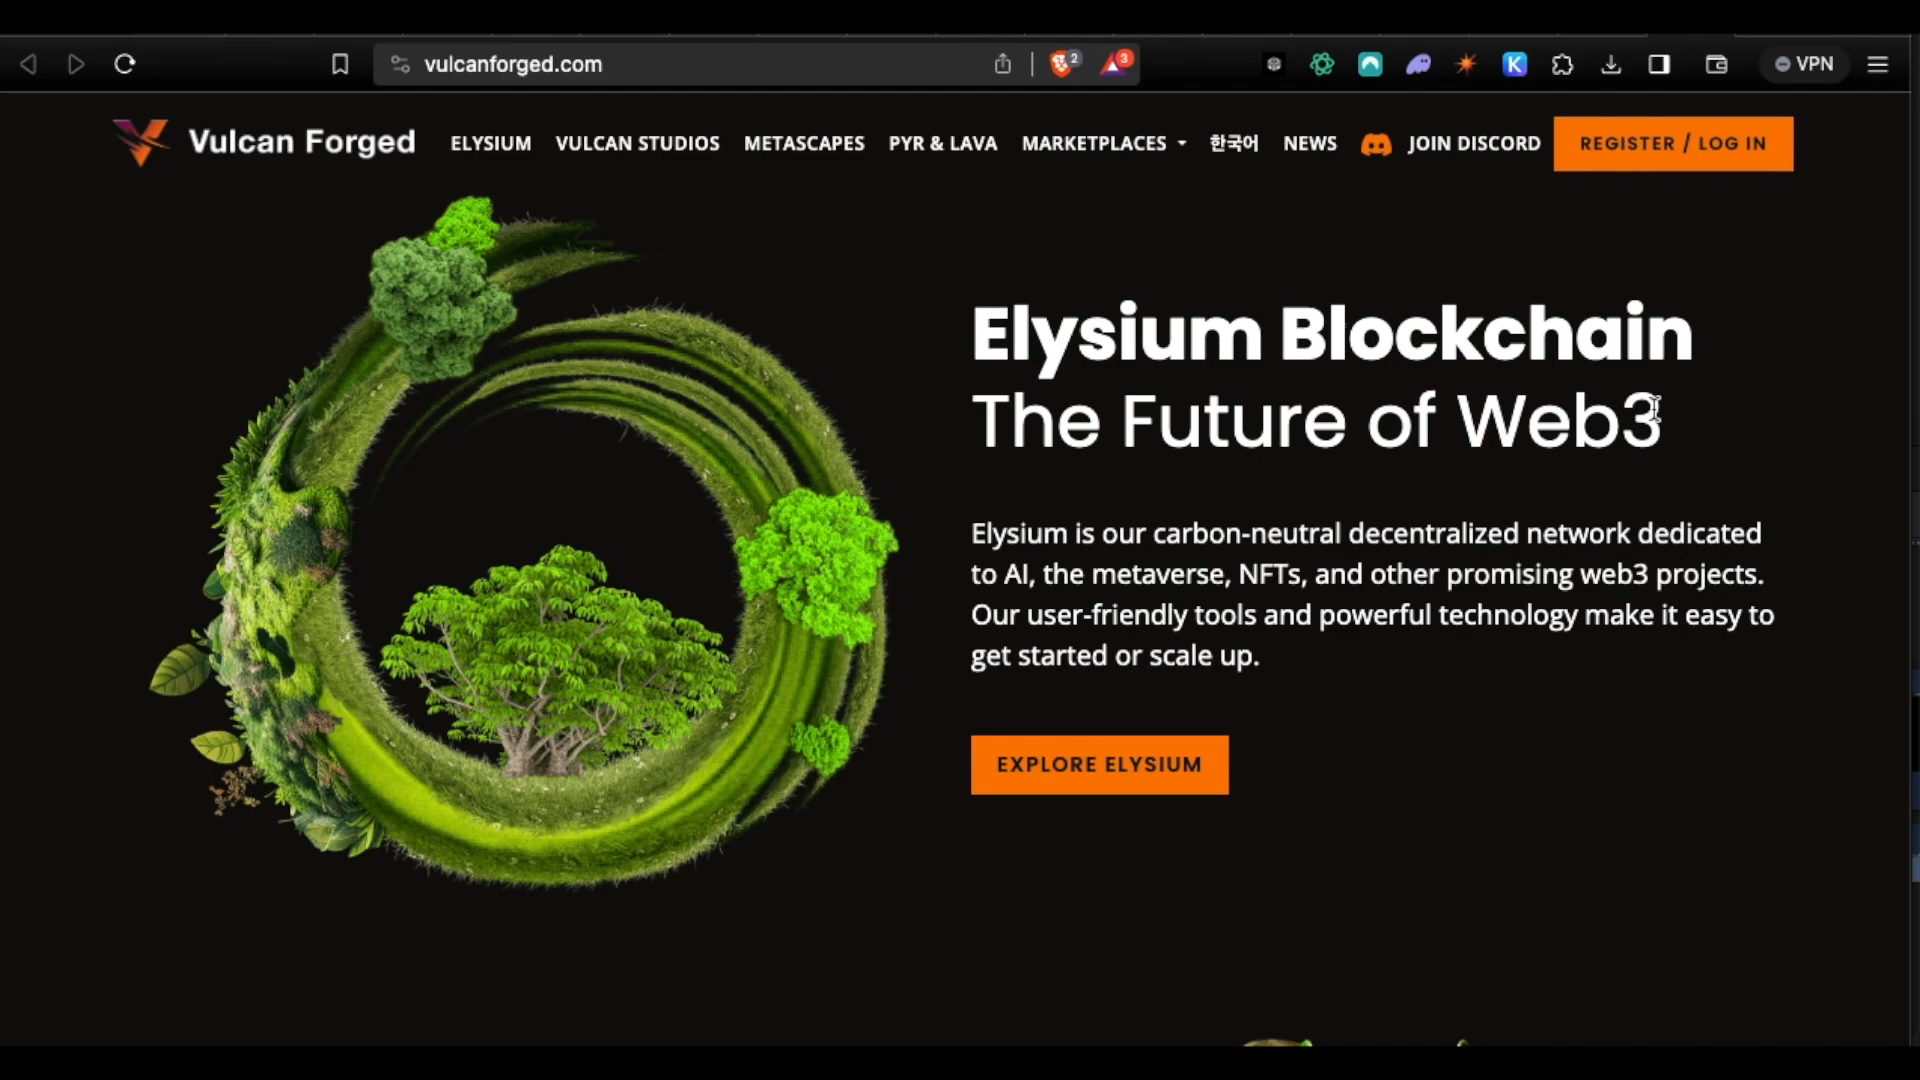 vulcanforged.com
2
3
K
VPN
Vulcan Forged
ELYSIUM
VULCAN STUDIOS
METASCAPES
PYR & LAVA
MARKETPLACES
한국어
NEWS
JOIN DISCORD
REGISTER / LOG IN
Elysium Blockchain
The Future of Web3
Elysium is our carbon-neutral decentralized network dedicated
to AI, the metaverse, NFTs, and other promising web3 projects.
Our user-friendly tools and powerful technology make it easy to
get started or scale up.
EXPLORE ELYSIUM